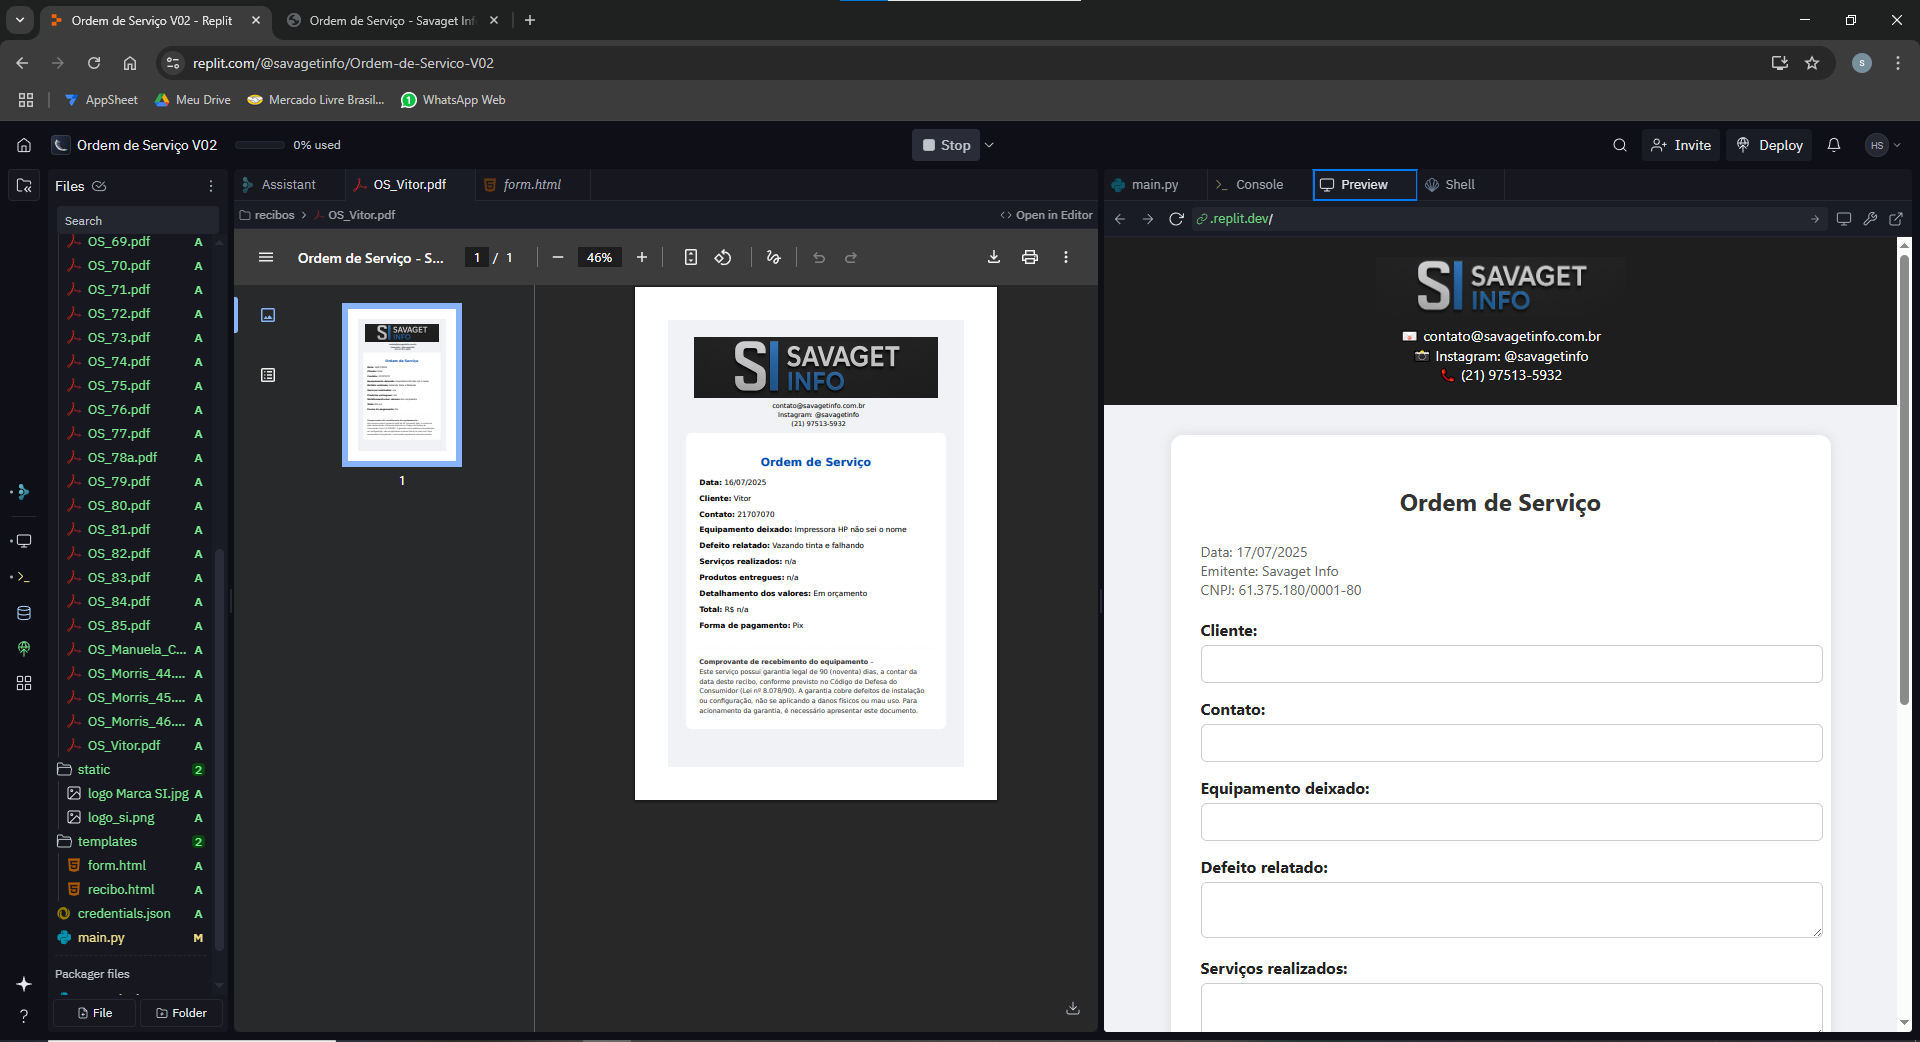 Ordem de Serviço V02 - Replit
Ordem de Serviço - Savaget Inf
replit.com/@savagetinfo/Ordem-de-Servico-V02
S
AppSheet
Meu Drive
Mercado Livre Brasil...
1
WhatsApp Web
Ordem de Serviço V02
0% used
Stop
Invite
Deploy
HS
Files
Search
OS_69.pdf A
OS_70.pdf A
OS_71.pdf A
OS_72.pdf A
OS_73.pdf A
OS_74.pdf A
OS_75.pdf A
OS_76.pdf A
OS_77.pdf A
OS_78a.pdf A
OS_79.pdf A
OS_80.pdf A
OS_81.pdf A
OS_82.pdf A
OS_83.pdf A
OS_84.pdf A
OS_85.pdf A
OS_Manuela_C... A
OS_Morris_44.... A
OS_Morris_45.... A
OS_Morris_46.... A
OS_Vitor.pdf A
static 2
logo Marca SI.jpg A
logo_si.png A
templates 2
form.html A
recibo.html A
credentials.json A
main.py M
Packager files
File
Folder
Assistant
OS_Vitor.pdf
form.html
recibos > OS_Vitor.pdf
Open in Editor
Ordem de Serviço - S...
1 / 1
46%
1
SI SAVAGET
INFO
contato@savagetinfo.com.br
Instagram: @savagetinfo
(21) 97513-5932
Ordem de Serviço
Data: 16/07/2025
Cliente: Vitor
Contato: 21707070
Equipamento deixado: Impressora HP não sei o nome
Defeito relatado: Vazando tinta e falhando
Serviços realizados: n/a
Produtos entregues: n/a
Detalhamento dos valores: Em orçamento
Total: R$ n/a
Forma de pagamento: Pix
Comprovante de recebimento do equipamento –
Este serviço possui garantia legal de 90 (noventa) dias, a contar da
data deste recibo, conforme previsto no Código de Defesa do
Consumidor (Lei nº 8.078/90). A garantia cobre defeitos de instalação
ou configuração, não se aplicando a danos físicos ou mau uso. Para
acionamento da garantia, é necessário apresentar este documento.
main.py
Console
Preview
Shell
.replit.dev/
SI SAVAGET
INFO
contato@savagetinfo.com.br
Instagram: @savagetinfo
(21) 97513-5932
Ordem de Serviço
Data: 17/07/2025
Emitente: Savaget Info
CNPJ: 61.375.180/0001-80
Cliente:
Contato:
Equipamento deixado:
Defeito relatado:
Serviços realizados: